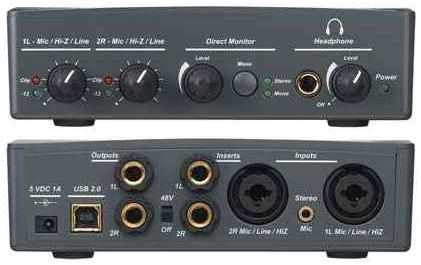 1L - Mic / Hi-Z / Line 2R - Mic / Hi-Z / Line Direct Monitor Headphone
Level Mono Level
Clip Clip Stereo Power
-12 -12 Mono
Off
Outputs Inserts Inputs
5 VDC 1A USB 2.0 1L 1L Stereo
48V
2R Off 2R Mic
2R Mic / Line / HiZ 1L Mic / Line / HiZ